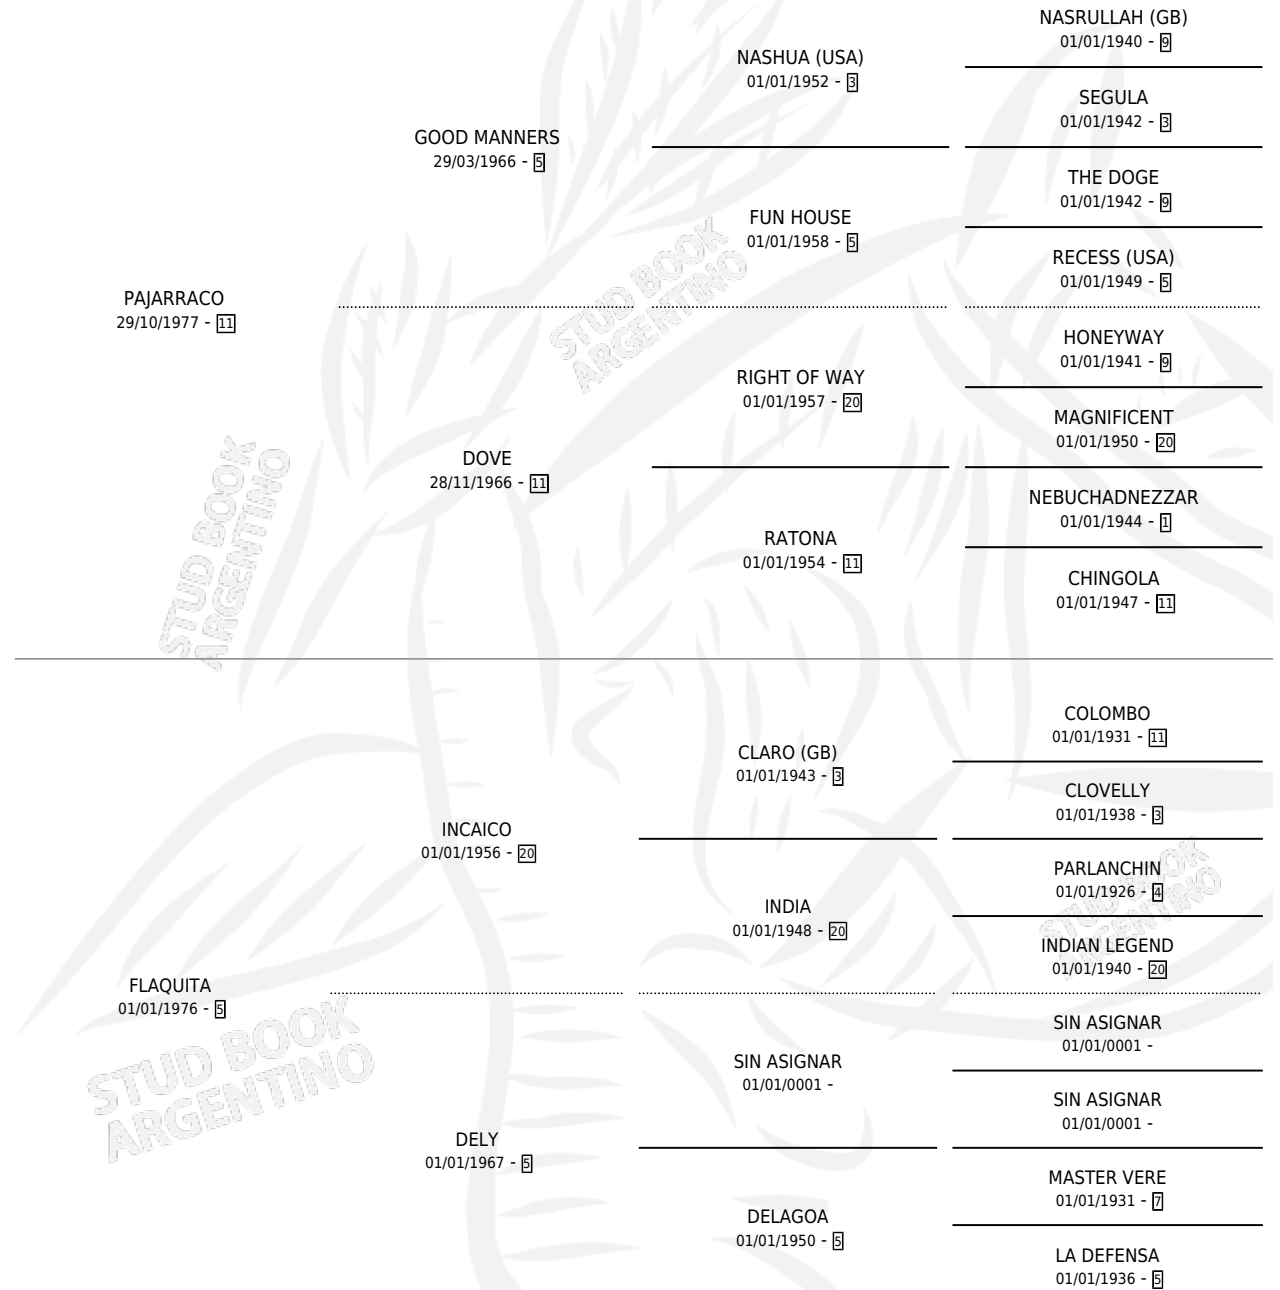 NASRULLAH (GB)
01/01/1940 - 9
NASHUA (USA)
01/01/1952 - 3
SEGULA
01/01/1942 - 3
GOOD MANNERS
29/03/1966 - 5
THE DOGE
01/01/1942 - 9
FUN HOUSE
01/01/1958 - 5
RECESS (USA)
01/01/1949 - 5
PAJARRACO
29/10/1977 - 11
HONEYWAY
01/01/1941 - 9
RIGHT OF WAY
01/01/1957 - 20
MAGNIFICENT
01/01/1950 - 20
DOVE
28/11/1966 - 11
NEBUCHADNEZZAR
01/01/1944 - 1
RATONA
01/01/1954 - 11
CHINGOLA
01/01/1947 - 11
COLOMBO
01/01/1931 - 11
CLARO (GB)
01/01/1943 - 3
CLOVELLY
01/01/1938 - 3
INCAICO
01/01/1956 - 20
PARLANCHIN
01/01/1926 - 4
INDIA
01/01/1948 - 20
INDIAN LEGEND
01/01/1940 - 20
FLAQUITA
01/01/1976 - 5
SIN ASIGNAR
01/01/0001 -
SIN ASIGNAR
01/01/0001 -
SIN ASIGNAR
01/01/0001 -
DELY
01/01/1967 - 5
MASTER VERE
01/01/1931 - 7
DELAGOA
01/01/1950 - 5
LA DEFENSA
01/01/1936 - 5
STUD BOOK
ARGENTINO
STUD BOOK
ARGENTINO
STUD BOOK
ARGENTINO
STUD BOOK
ARGENTINO